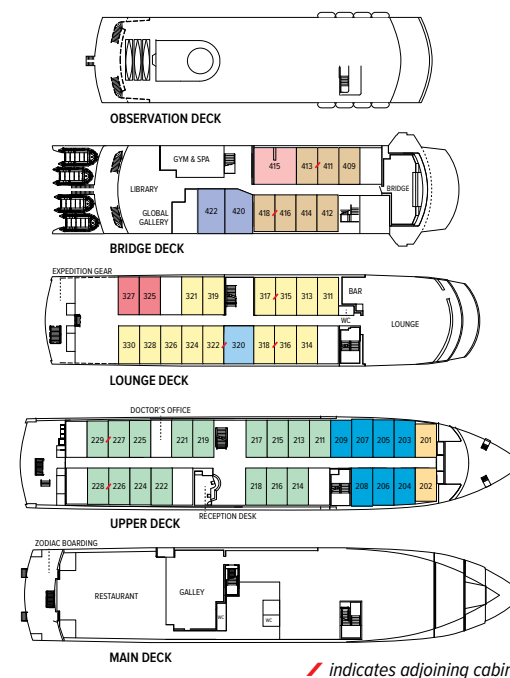 OBSERVATION DECK
GYM & SPA
415
413 411 409
LIBRARY
BRIDGE
GLOBAL
GALLERY
422 420 418 416 414 412
BRIDGE DECK
EXPEDITION GEAR
327 325 321 319 317 315 313 311
BAR
WC
LOUNGE
330 328 326 324 322 320 318 316 314
LOUNGE DECK
DOCTOR'S OFFICE
229 227 225 221 219 217 215 213 211 209 207 205 203 201
228 226 224 222 218 216 214 208 206 204 202
RECEPTION DESK
UPPER DECK
ZODIAC BOARDING
RESTAURANT
GALLEY
WC
WC
MAIN DECK
indicates adjoining cabin